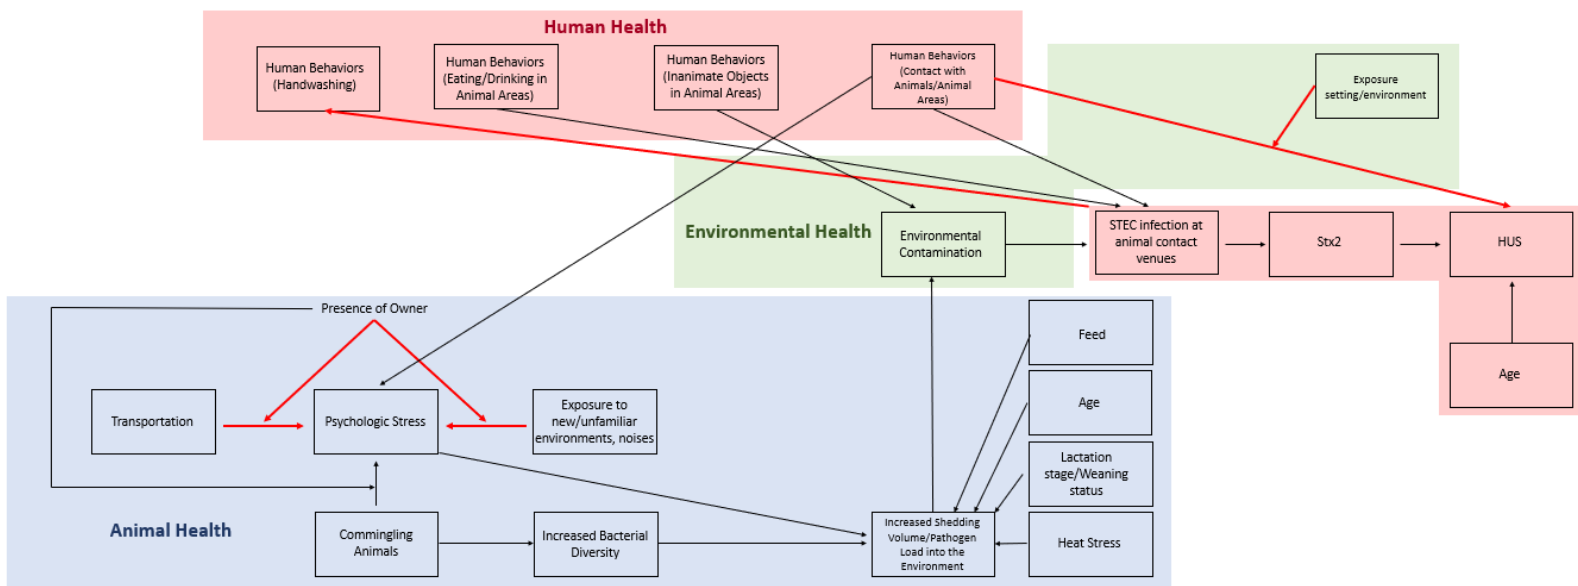 Human Health
Human Behaviors
(Handwashing)
Human Behaviors
(Eating/Drinking in
Animal Areas)
Human Behaviors
(Inanimate Objects
in Animal Areas)
Human Behaviors
(Contact with
Animals/Animal
Areas)
Exposure
setting/environment
Environmental Health
Environmental
Contamination
STEC infection at
animal contact
venues
Stx2
HUS
Age
Presence of Owner
Transportation
Psychologic Stress
Exposure to
new/unfamiliar
environments, noises
Feed
Age
Lactation
stage/Weaning
status
Heat Stress
Animal Health
Commingling
Animals
Increased Bacterial
Diversity
Increased Shedding
Volume/Pathogen
Load into the
Environment